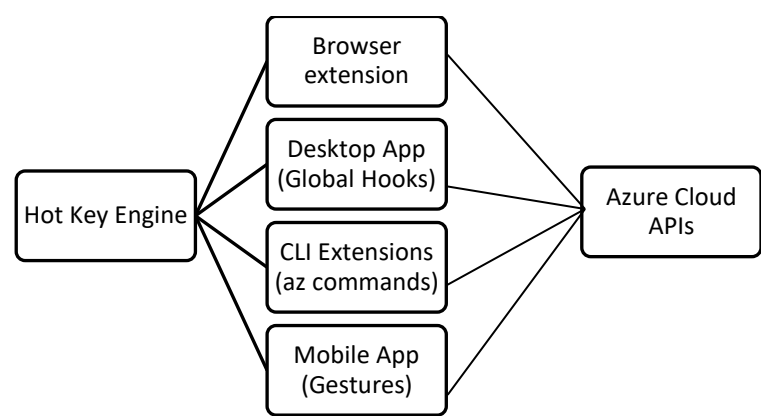 Browser
extension
Desktop App
(Global Hooks)
Hot Key Engine
Azure Cloud
APIs
CLI Extensions
(az commands)
Mobile App
(Gestures)